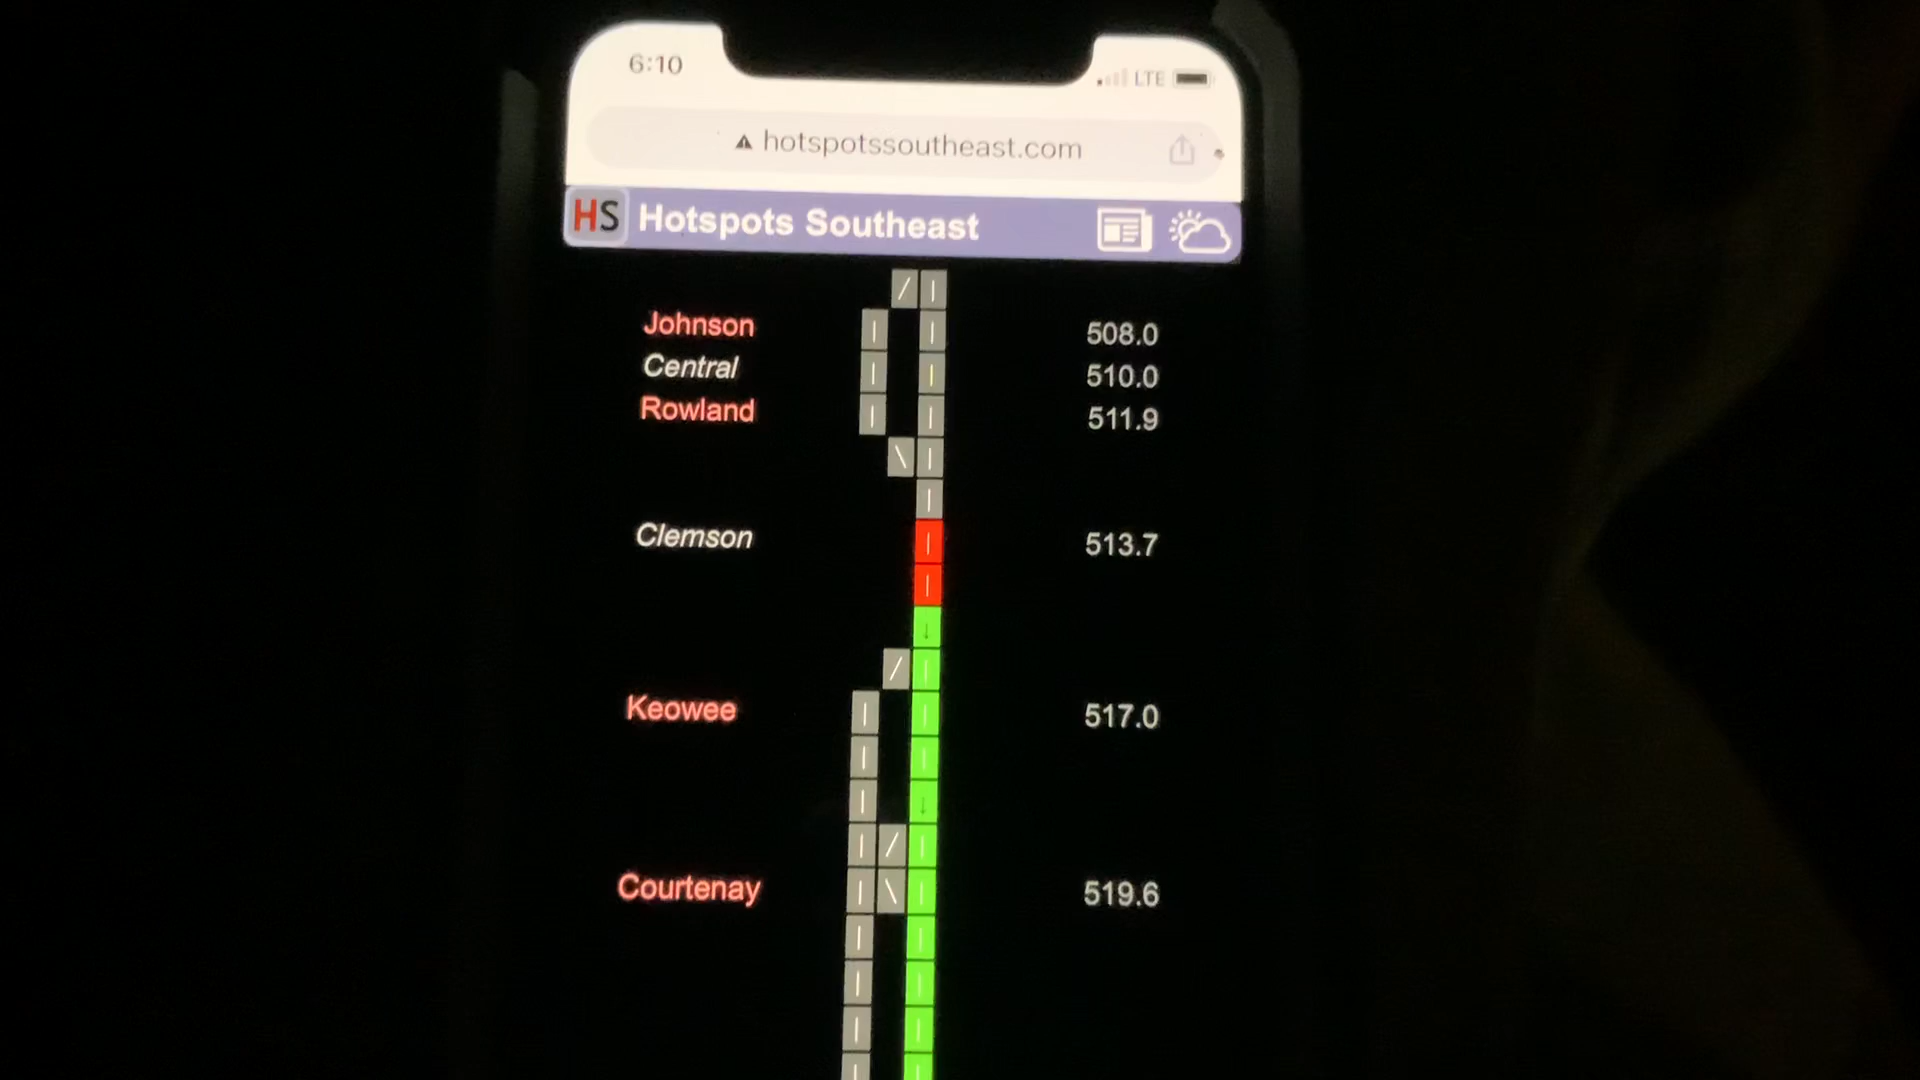 6:10 LTE
hotspotssoutheast.com
HS Hotspots Southeast
/ |
Johnson | | 508.0
Central | | 510.0
Rowland | | 511.9
\ |
|
Clemson | 513.7
|
↓
/ |
Keowee | | 517.0
| |
| ↓
| / |
Courtenay | \ | 519.6
| |
| |
| |
|